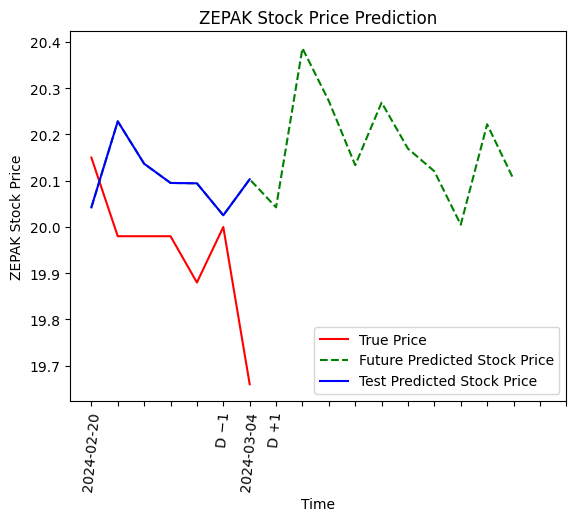 ZEPAK Stock Price Prediction
ZEPAK Stock Price
20.4
20.3
20.2
20.1
20.0
19.9
19.8
19.7
True Price
Future Predicted Stock Price
Test Predicted Stock Price
2024-02-20
D −1
2024-03-04
D +1
Time